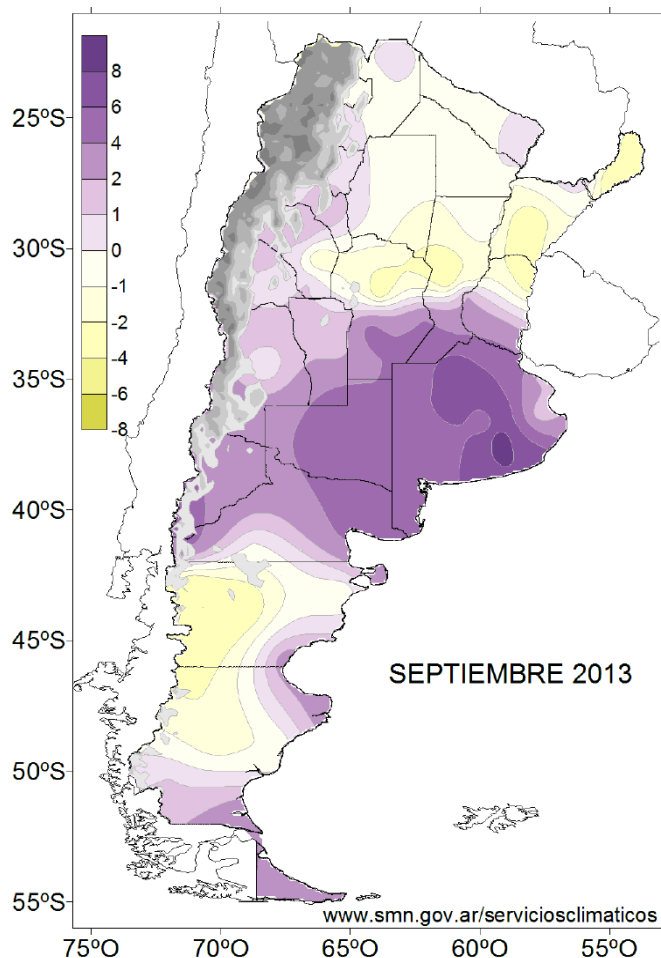 8
6
4
2
1
0
-1
-2
-4
-6
-8
25ºS
30ºS
35ºS
40ºS
45ºS
50ºS
55ºS
SEPTIEMBRE 2013
www.smn.gov.ar/serviciosclimaticos
75ºO 70ºO 65ºO 60ºO 55ºO